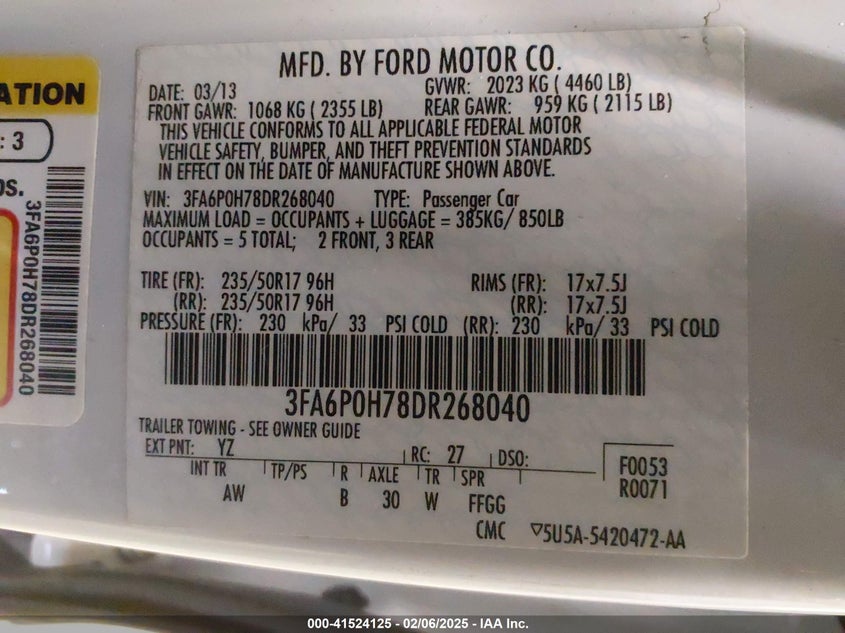 ATION
: 3
OS.
3FA6P0H78DR268040
MFD. BY FORD MOTOR CO.
DATE: 03/13 GVWR: 2023 KG ( 4460 LB)
FRONT GAWR: 1068 KG ( 2355 LB) REAR GAWR: 959 KG ( 2115 LB)
THIS VEHICLE CONFORMS TO ALL APPLICABLE FEDERAL MOTOR
VEHICLE SAFETY, BUMPER, AND THEFT PREVENTION STANDARDS
IN EFFECT ON THE DATE OF MANUFACTURE SHOWN ABOVE.
VIN: 3FA6P0H78DR268040 TYPE: Passenger Car
MAXIMUM LOAD = OCCUPANTS + LUGGAGE = 385KG/ 850LB
OCCUPANTS = 5 TOTAL; 2 FRONT, 3 REAR
TIRE (FR): 235/50R17 96H RIMS (FR): 17x7.5J
(RR): 235/50R17 96H (RR): 17x7.5J
PRESSURE (FR): 230 kPa/ 33 PSI COLD (RR): 230 kPa/ 33 PSI COLD
3FA6P0H78DR268040
TRAILER TOWING - SEE OWNER GUIDE
EXT PNT: YZ RC: 27 DSO:
INT TR TP/PS R AXLE TR SPR
AW B 30 W FFGG
F0053
R0071
CMC ▽5U5A-5420472-AA
000-41524125 - 02/06/2025 - IAA Inc.